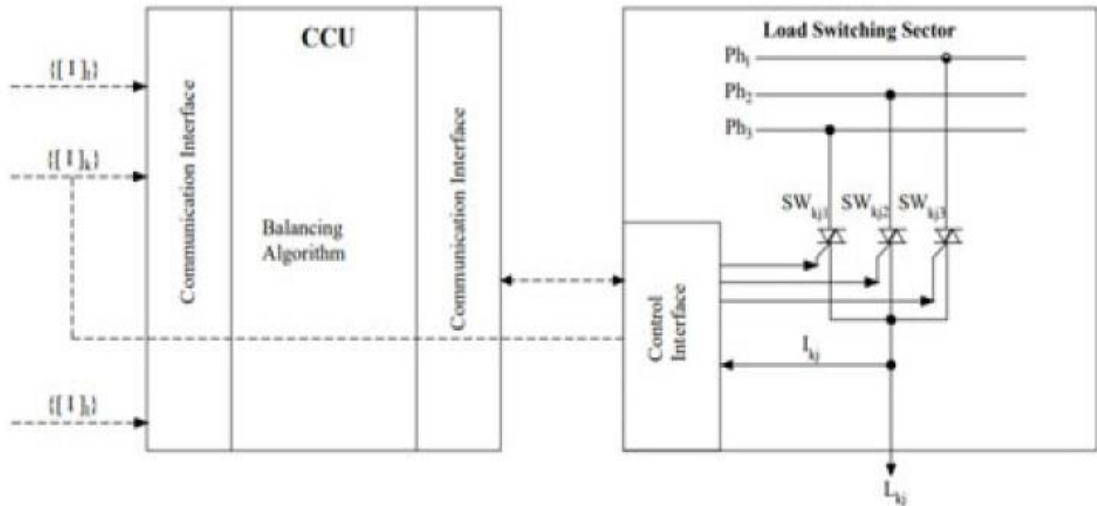 CCU
{[I]₁}
{[I]ₖ}
{[I]ₗ}
Communication Interface
Balancing
Algorithm
Communication Interface
Load Switching Sector
Ph₁
Ph₂
Ph₃
SWₖⱼ₁ SWₖⱼ₂ SWₖⱼ₃
Control
Interface
Iₖⱼ
Lₖⱼ